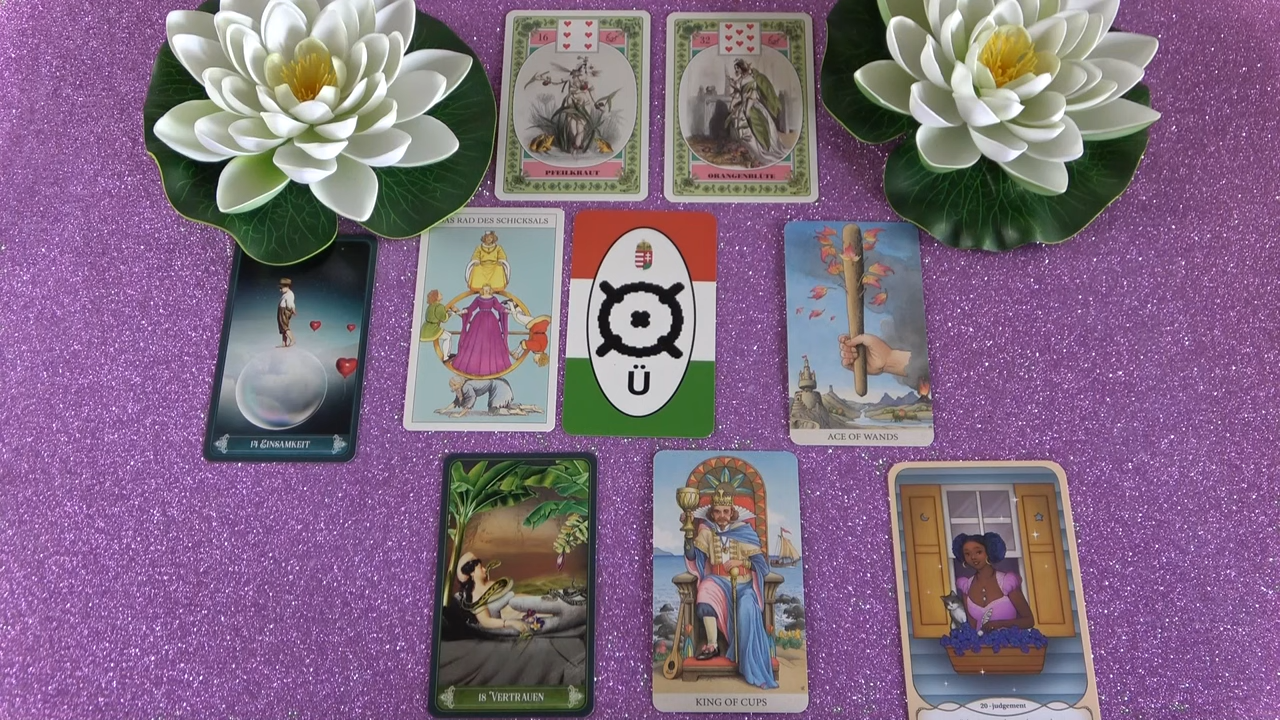 16
PFEILKRAUT
32
ORANGENBLÜTE
14 EINSAMKEIT
DAS RAD DES SCHICKSALS
Ü
ACE OF WANDS
18 VERTRAUEN
KING OF CUPS
20 - judgement